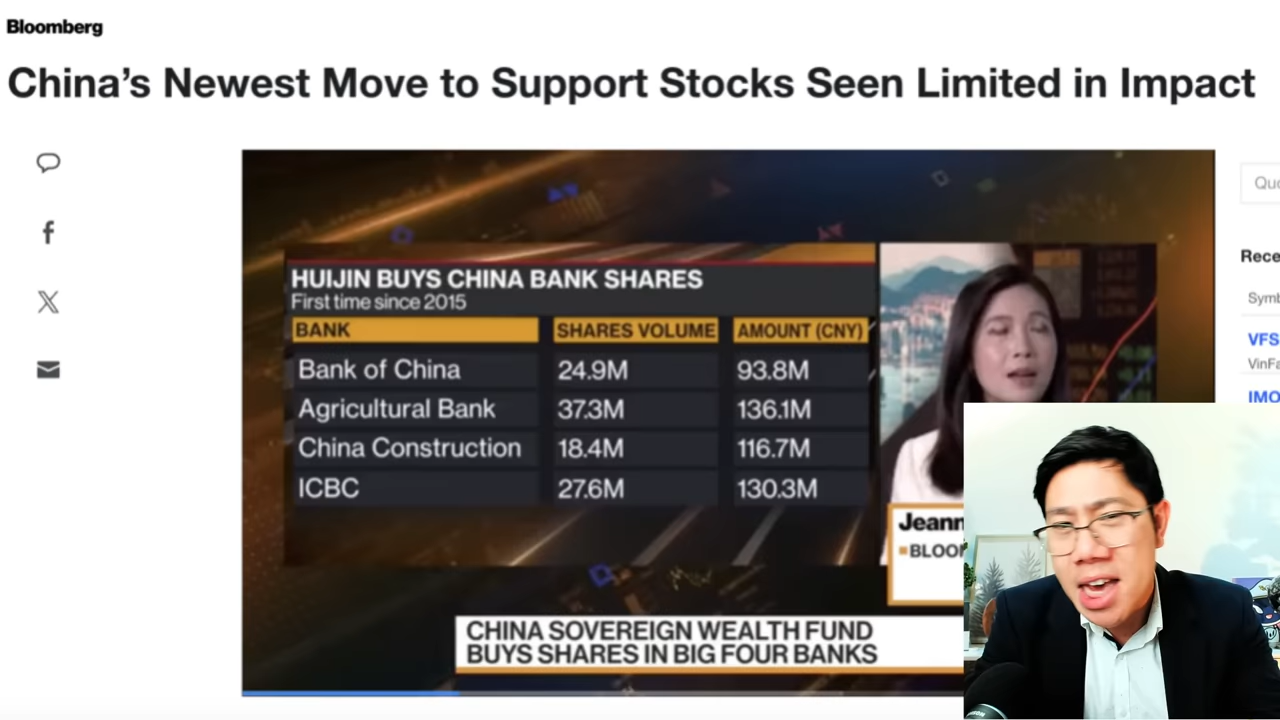 Bloomberg
China's Newest Move to Support Stocks Seen Limited in Impact
HUIJIN BUYS CHINA BANK SHARES
First time since 2015
BANK SHARES VOLUME AMOUNT (CNY)
Bank of China 24.9M 93.8M
Agricultural Bank 37.3M 136.1M
China Construction 18.4M 116.7M
ICBC 27.6M 130.3M
Jeann
BLOO
CHINA SOVEREIGN WEALTH FUND
BUYS SHARES IN BIG FOUR BANKS
Quo
Rece
Symb
VFS
VinFa
IMO